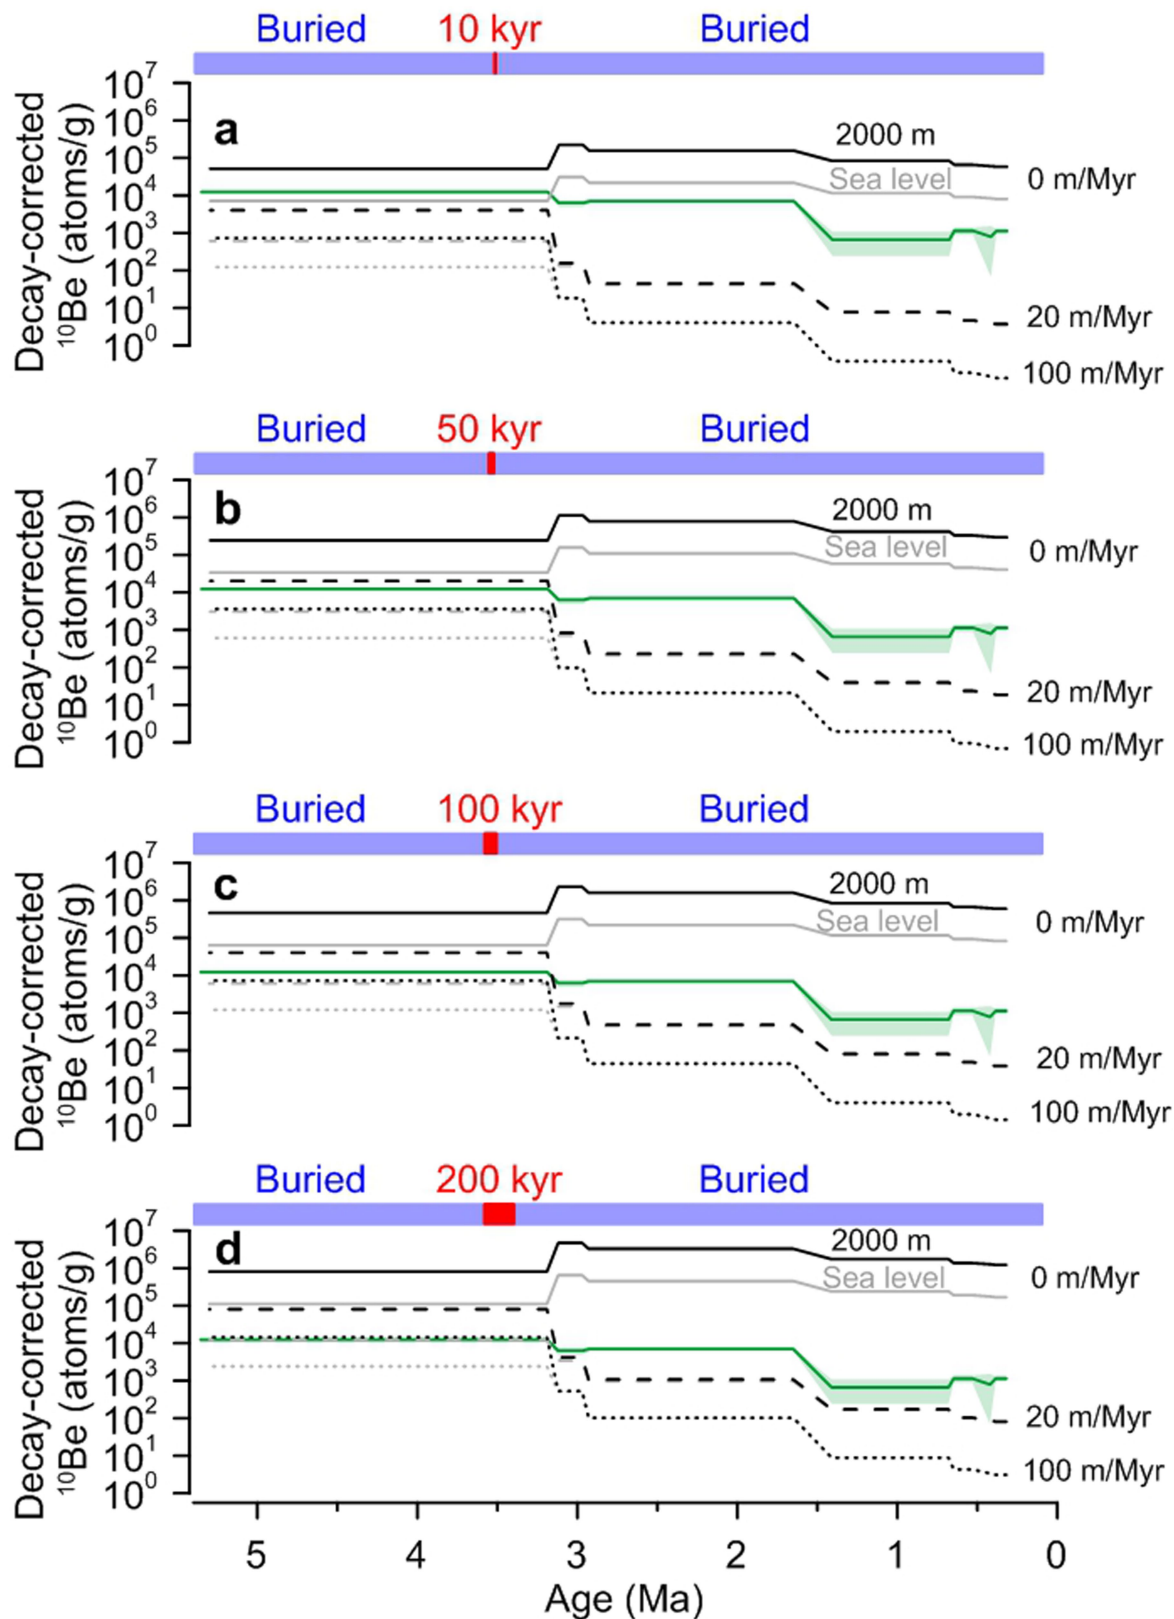 Buried 10 kyr Buried
Decay-corrected
¹⁰Be (atoms/g)
10⁷
10⁶
10⁵
10⁴
10³
10²
10¹
10⁰
a
2000 m
Sea level
0 m/Myr
20 m/Myr
100 m/Myr
Buried 50 kyr Buried
Decay-corrected
¹⁰Be (atoms/g)
10⁷
10⁶
10⁵
10⁴
10³
10²
10¹
10⁰
b
2000 m
Sea level
0 m/Myr
20 m/Myr
100 m/Myr
Buried 100 kyr Buried
Decay-corrected
¹⁰Be (atoms/g)
10⁷
10⁶
10⁵
10⁴
10³
10²
10¹
10⁰
c
2000 m
Sea level
0 m/Myr
20 m/Myr
100 m/Myr
Buried 200 kyr Buried
Decay-corrected
¹⁰Be (atoms/g)
10⁷
10⁶
10⁵
10⁴
10³
10²
10¹
10⁰
d
2000 m
Sea level
0 m/Myr
20 m/Myr
100 m/Myr
5 4 3 2 1 0
Age (Ma)